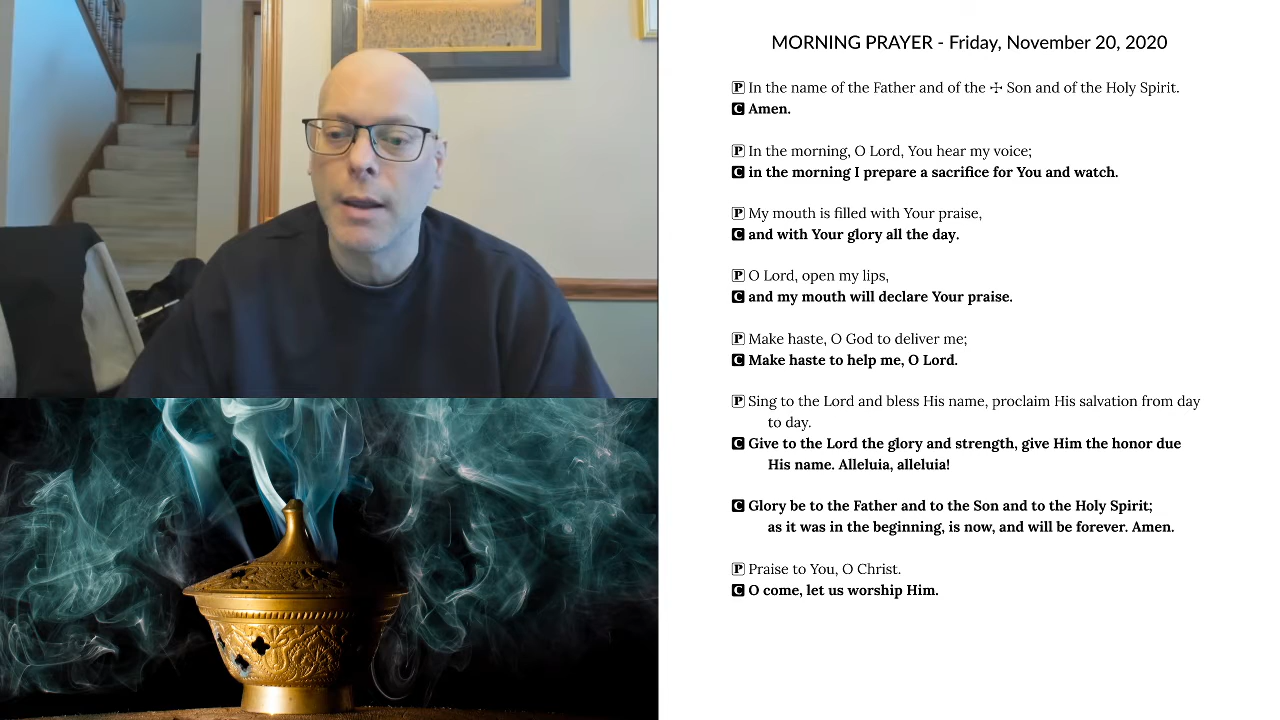 MORNING PRAYER - Friday, November 20, 2020
P In the name of the Father and of the ☩ Son and of the Holy Spirit.
C Amen.
P In the morning, O Lord, You hear my voice;
C in the morning I prepare a sacrifice for You and watch.
P My mouth is filled with Your praise,
C and with Your glory all the day.
P O Lord, open my lips,
C and my mouth will declare Your praise.
P Make haste, O God to deliver me;
C Make haste to help me, O Lord.
P Sing to the Lord and bless His name, proclaim His salvation from day
to day.
C Give to the Lord the glory and strength, give Him the honor due
His name. Alleluia, alleluia!
C Glory be to the Father and to the Son and to the Holy Spirit;
as it was in the beginning, is now, and will be forever. Amen.
P Praise to You, O Christ.
C O come, let us worship Him.